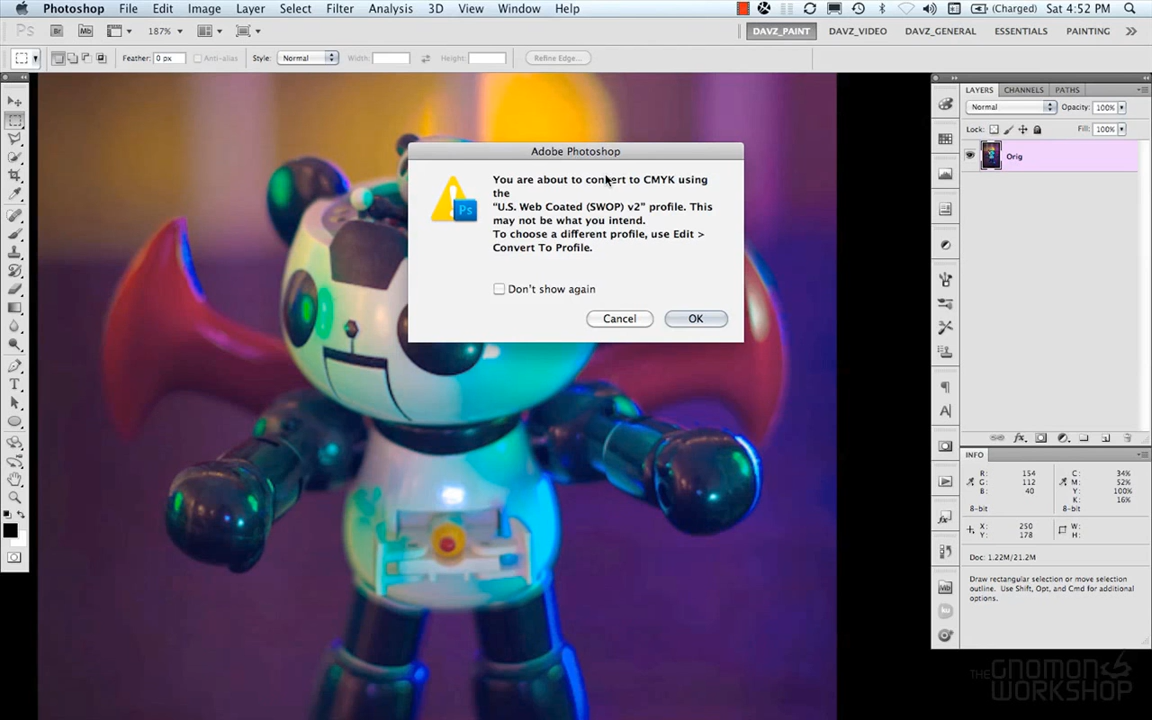 Photoshop File Edit Image Layer Select Filter Analysis 3D View Window Help (Charged) Sat 4:52 PM
Ps Br Mb 187% DAVZ_PAINT DAVZ_VIDEO DAVZ_GENERAL ESSENTIALS PAINTING
Feather: 0 px Anti-alias Style: Normal Width: Height: Refine Edge...
LAYERS CHANNELS PATHS
Normal Opacity: 100%
Lock: Fill: 100%
Orig
Adobe Photoshop
You are about to convert to CMYK using
the
"U.S. Web Coated (SWOP) v2" profile. This
may not be what you intend.
To choose a different profile, use Edit >
Convert To Profile.
Ps
Don't show again
Cancel OK
INFO
R: 154 C: 34%
G: 112 M: 52%
B: 40 Y: 100%
K: 16%
8-bit 8-bit
X: 250 W:
Y: 178 H:
Doc: 1.22M/21.2M
Draw rectangular selection or move selection
outline. Use Shift, Opt, and Cmd for additional
options.
THE GNOMON
WORKSHOP